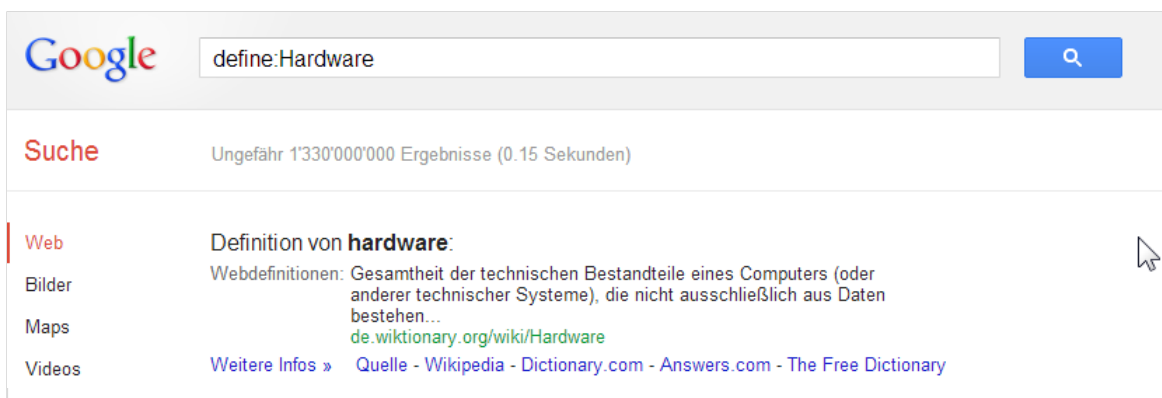 Google define:Hardware
Suche Ungefähr 1'330'000'000 Ergebnisse (0.15 Sekunden)
Web
Bilder
Maps
Videos
Definition von hardware:
Webdefinitionen: Gesamtheit der technischen Bestandteile eines Computers (oder
anderer technischer Systeme), die nicht ausschließlich aus Daten
bestehen...
de.wiktionary.org/wiki/Hardware
Weitere Infos » Quelle - Wikipedia - Dictionary.com - Answers.com - The Free Dictionary